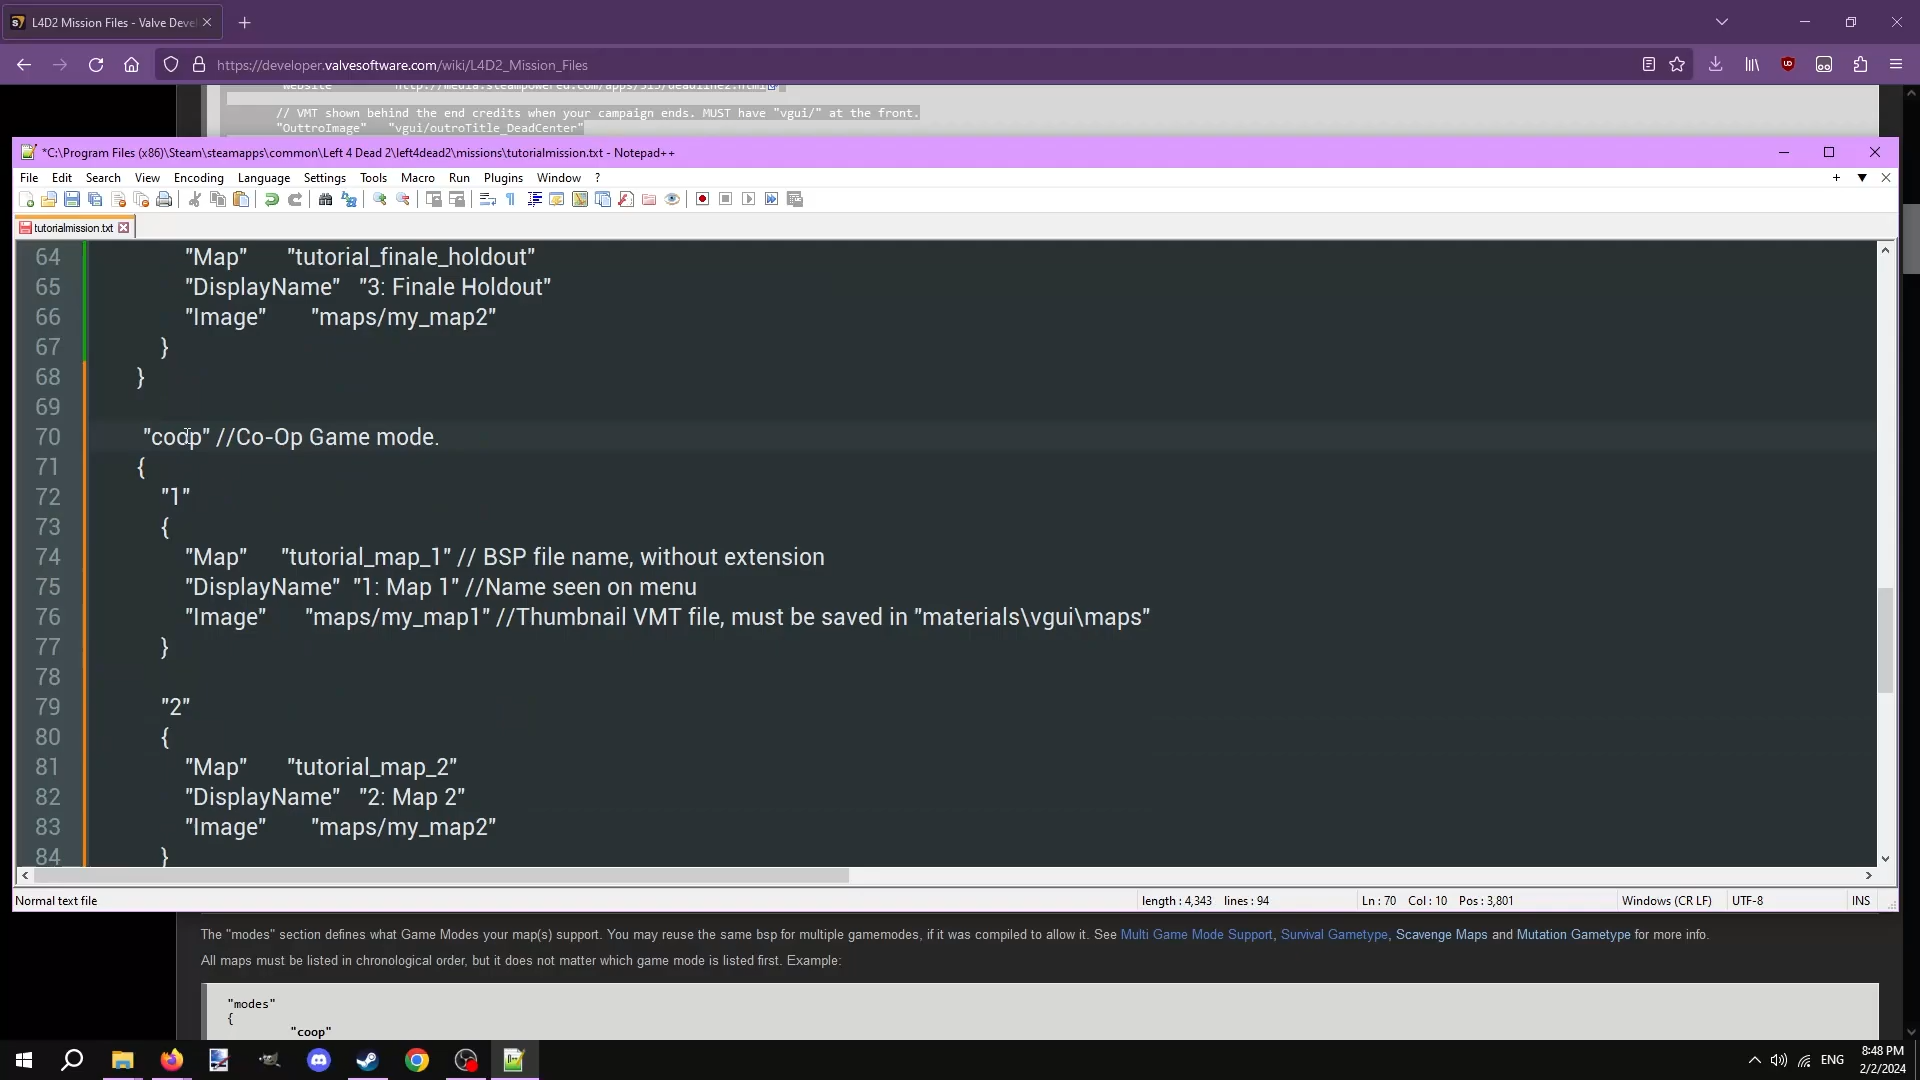 L4D2 Mission Files - Valve Deve
https://developer.valvesoftware.com/wiki/L4D2_Mission_Files
// VMT shown behind the end credits when your campaign ends. MUST have "vgui/" at the front.
"OuttroImage" "vgui/outroTitle_DeadCenter"
*C:\Program Files (x86)\Steam\steamapps\common\Left 4 Dead 2\left4dead2\missions\tutorialmission.txt - Notepad++
File Edit Search View Encoding Language Settings Tools Macro Run Plugins Window ?
tutorialmission.txt
64 "Map" "tutorial_finale_holdout"
65 "DisplayName" "3: Finale Holdout"
66 "Image" "maps/my_map2"
67 }
68 }
69
70 "coop" //Co-Op Game mode.
71 {
72 "1"
73 {
74 "Map" "tutorial_map_1" // BSP file name, without extension
75 "DisplayName" "1: Map 1" //Name seen on menu
76 "Image" "maps/my_map1" //Thumbnail VMT file, must be saved in "materials\vgui\maps"
77 }
78
79 "2"
80 {
81 "Map" "tutorial_map_2"
82 "DisplayName" "2: Map 2"
83 "Image" "maps/my_map2"
84 }
Normal text file length : 4,343 lines : 94 Ln : 70 Col : 10 Pos : 3,801 Windows (CR LF) UTF-8 INS
The "modes" section defines what Game Modes your map(s) support. You may reuse the same bsp for multiple gamemodes, if it was compiled to allow it. See Multi Game Mode Support, Survival Gametype, Scavenge Maps and Mutation Gametype for more info.
All maps must be listed in chronological order, but it does not matter which game mode is listed first. Example:
"modes"
{
"coop"
ENG
8:48 PM
2/2/2024